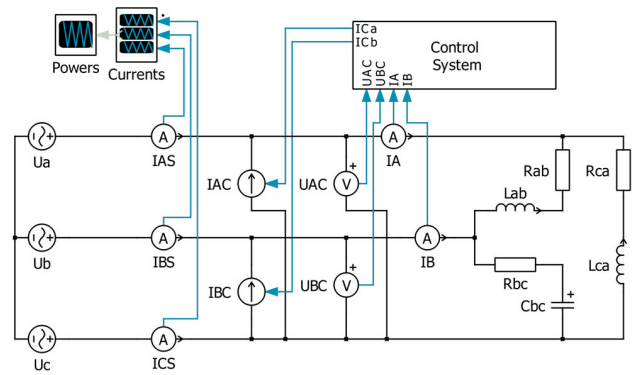 ICa
ICb
Control
System
UAC
UBC
IA
IB
Powers
Currents
A
A
Ua
IAS
IA
Rab
Rca
IAC
UAC
V
Lab
A
A
Ub
IBS
IB
Rbc
Lca
IBC
UBC
V
Cbc
A
Uc
ICS